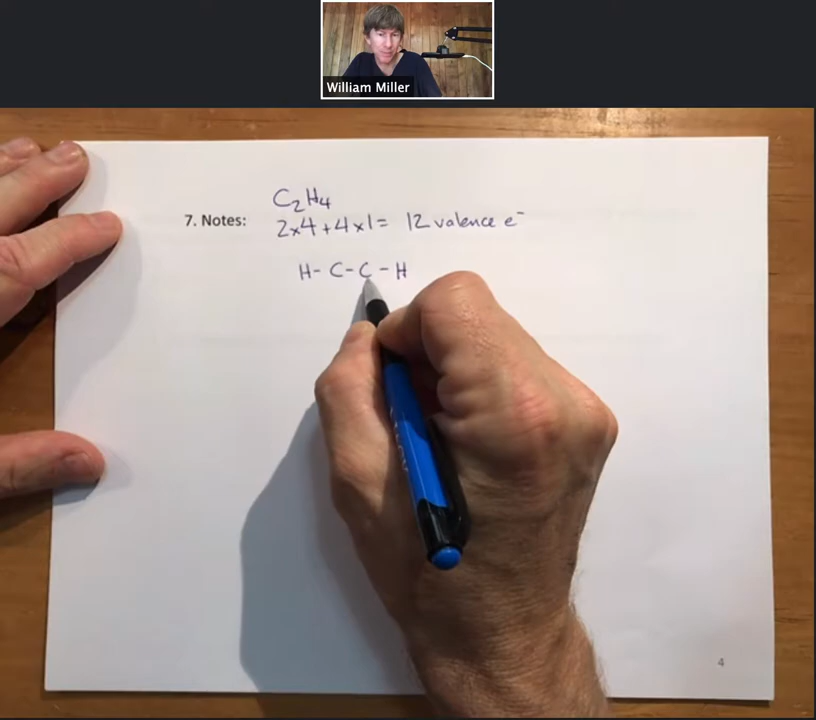 William Miller
C₂H₄
7. Notes: 2x4+4x1= 12 valence e⁻
H-C-C-H
4